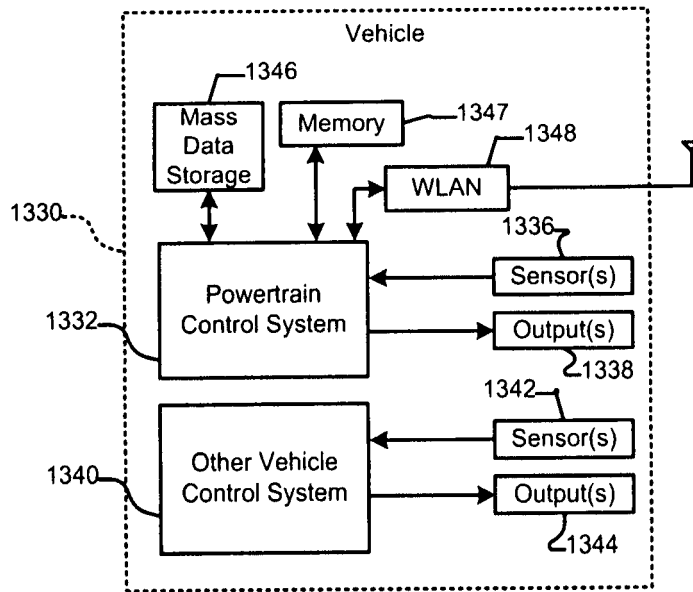 Vehicle
1346
Mass
Data
Storage
1347
Memory
1348
WLAN
1330
1336
Sensor(s)
Powertrain
Control System
1332
Output(s)
1338
1342
Sensor(s)
1340
Other Vehicle
Control System
Output(s)
1344